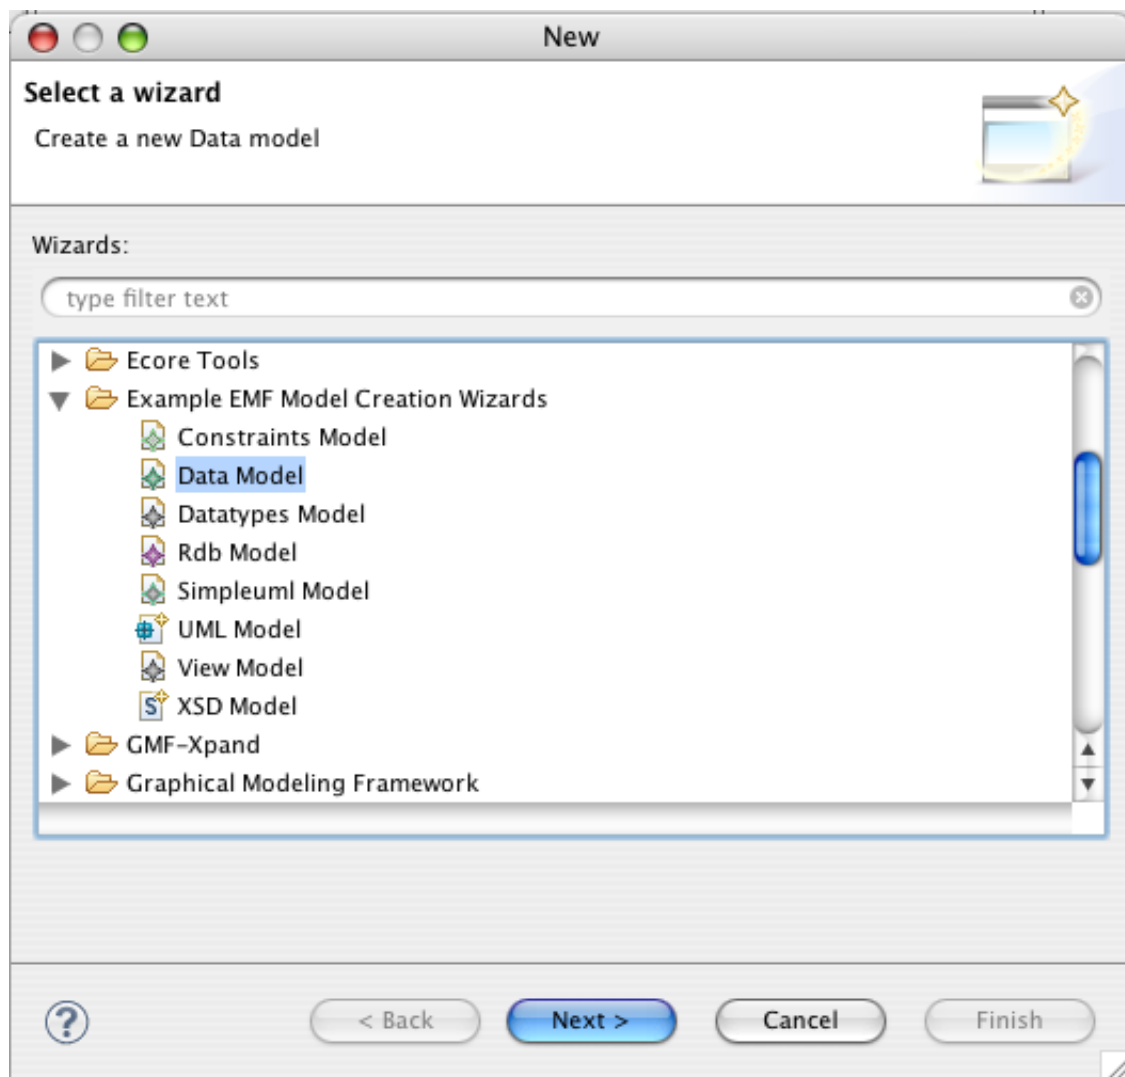 New
Select a wizard
Create a new Data model
Wizards:
type filter text
Ecore Tools
Example EMF Model Creation Wizards
Constraints Model
Data Model
Datatypes Model
Rdb Model
Simpleuml Model
UML Model
View Model
S XSD Model
GMF-Xpand
Graphical Modeling Framework
? < Back Next > Cancel Finish